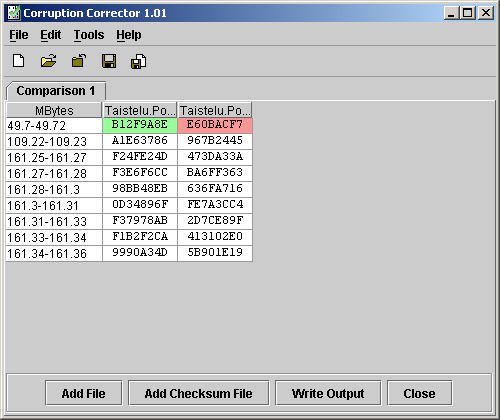 Corruption Corrector 1.01
File Edit Tools Help
Comparison 1
MBytes Taistelu.Po... Taistelu.Po...
49.7-49.72 B12F9A8E E60BACF7
109.22-109.23 A1E63786 967B2445
161.25-161.27 F24FE24D 473DA33A
161.27-161.28 F3E6F6CC BA6FF363
161.28-161.3 98BB48EB 636FA716
161.3-161.31 0D34896F FE7A3CC4
161.31-161.33 F37978AB 2D7CE89F
161.33-161.34 F1B2F2CA 413102E0
161.34-161.36 9990A34D 5B901E19
Add File Add Checksum File Write Output Close